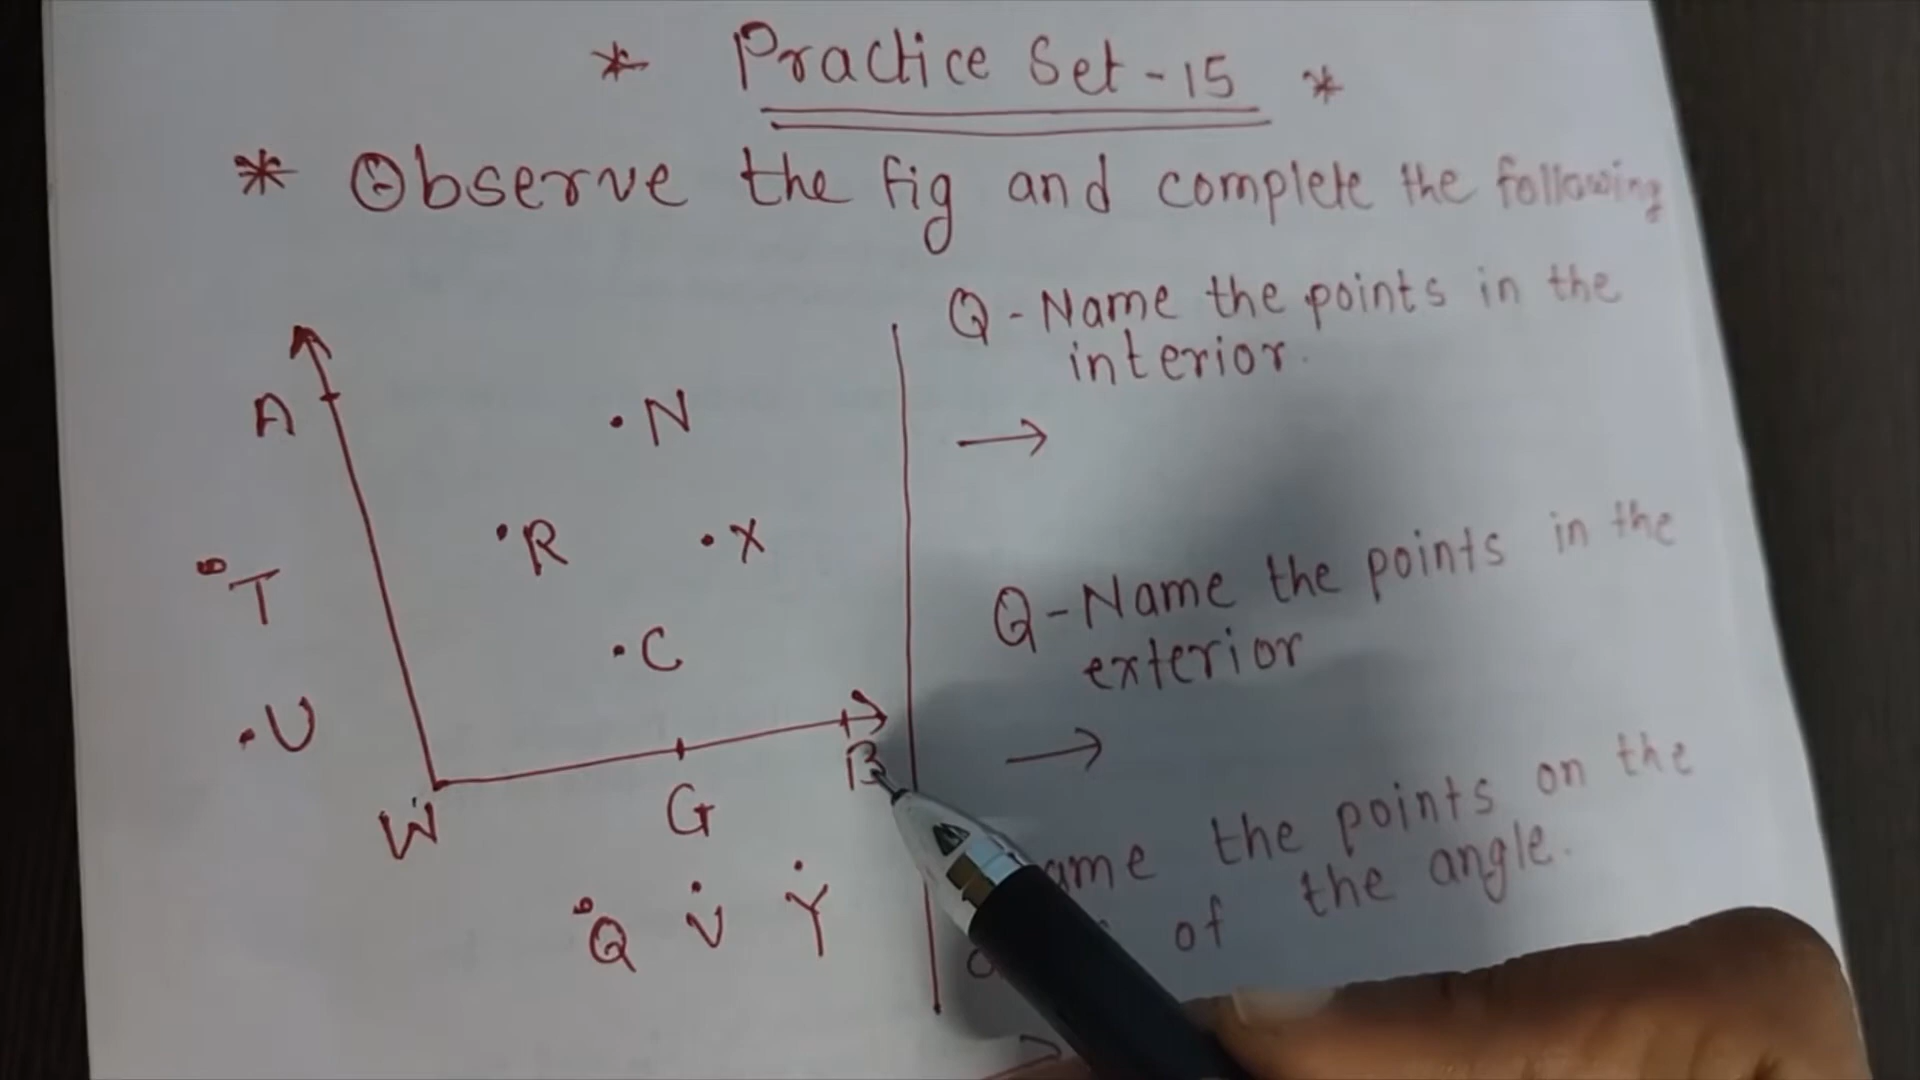 * Practice Set-15 *
* Observe the fig and complete the following
Q-Name the points in the
interior.
→
A
N
R
X
T
C
U
B
W
G
Q
V
Y
Q-Name the points in the
exterior
→
the points on the
of the angle.
→